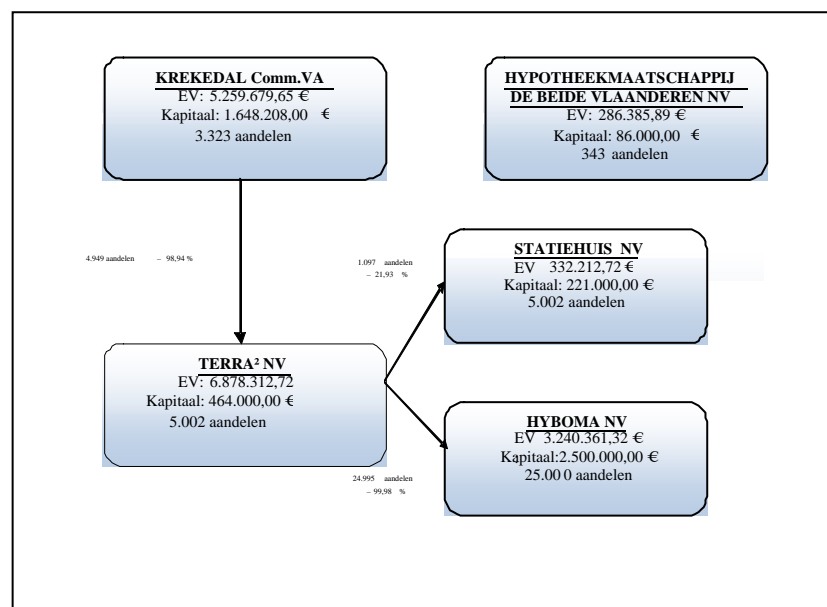 KREKEDAL Comm.VA
EV: 5.259.679,65 €
Kapitaal: 1.648.208,00 €
3.323 aandelen
HYPOTHEEKMAATSCHAPPIJ
DE BEIDE VLAANDEREN NV
EV: 286.385,89 €
Kapitaal: 86.000,00 €
343 aandelen
4.949 aandelen – 98,94 %
1.097 aandelen
– 21,93 %
STATIEHUIS NV
EV 332.212,72 €
Kapitaal: 221.000,00 €
5.002 aandelen
TERRA² NV
EV: 6.878.312,72
Kapitaal: 464.000,00 €
5.002 aandelen
HYBOMA NV
EV 3.240.361,32 €
Kapitaal:2.500.000,00 €
25.00 0 aandelen
24.995 aandelen
– 99,98 %